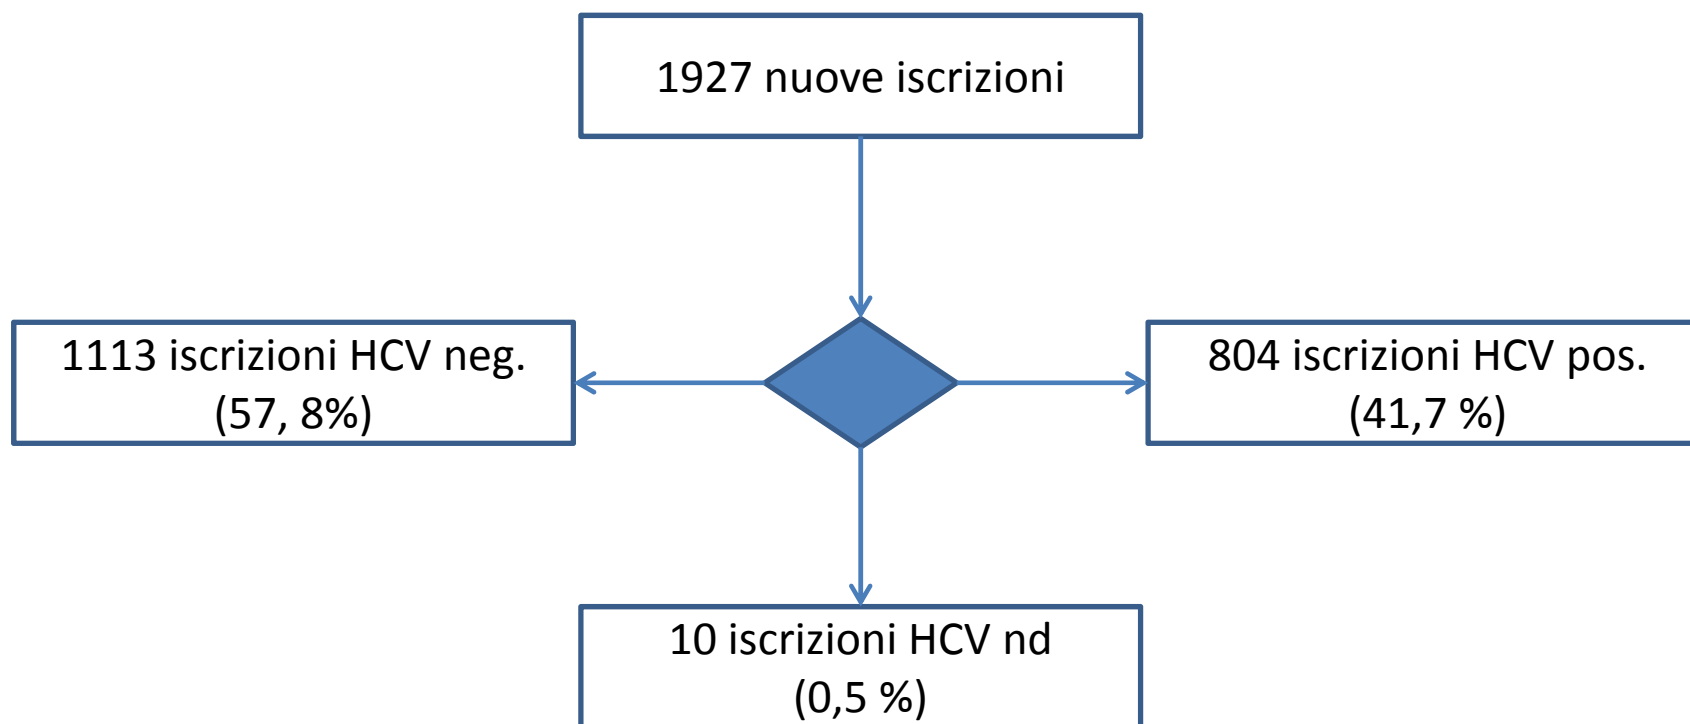 1927 nuove iscrizioni
1113 iscrizioni HCV neg.
(57, 8%)
804 iscrizioni HCV pos.
(41,7 %)
10 iscrizioni HCV nd
(0,5 %)